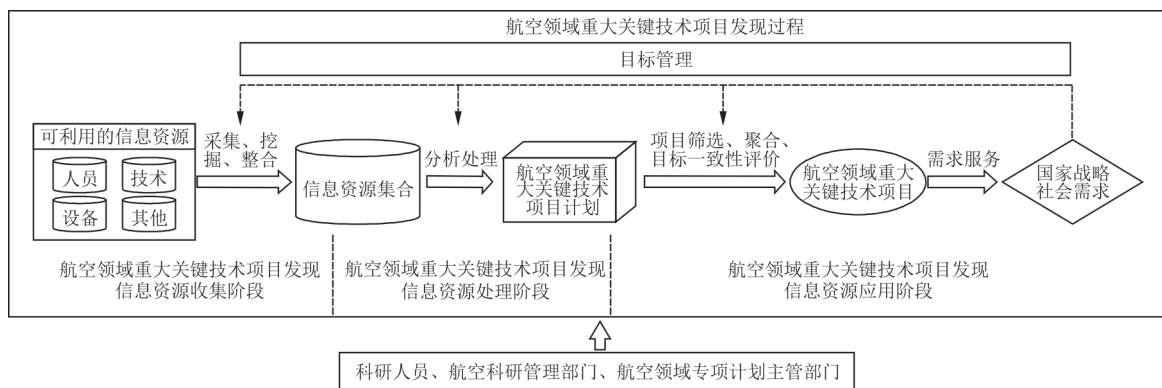 航空领域重大关键技术项目发现过程
目标管理
可利用的信息资源
人员
技术
设备
其他
采集、挖
掘、整合
信息资源集合
分析处理
航空领域重
大关键技术
项目计划
项目筛选、聚合、
目标一致性评价
航空领域重大
关键技术项目
需求服务
国家战略
社会需求
航空领域重大关键技术项目发现
信息资源收集阶段
航空领域重大关键技术项目发现
信息资源处理阶段
航空领域重大关键技术项目发现
信息资源应用阶段
科研人员、航空科研管理部门、航空领域专项计划主管部门